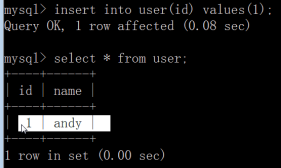 mysql> insert into user(id) values(1);
Query OK, 1 row affected (0.08 sec)
mysql> select * from user;
+----+------+
| id | name |
+----+------+
| 1 | andy |
+----+------+
1 row in set (0.00 sec)